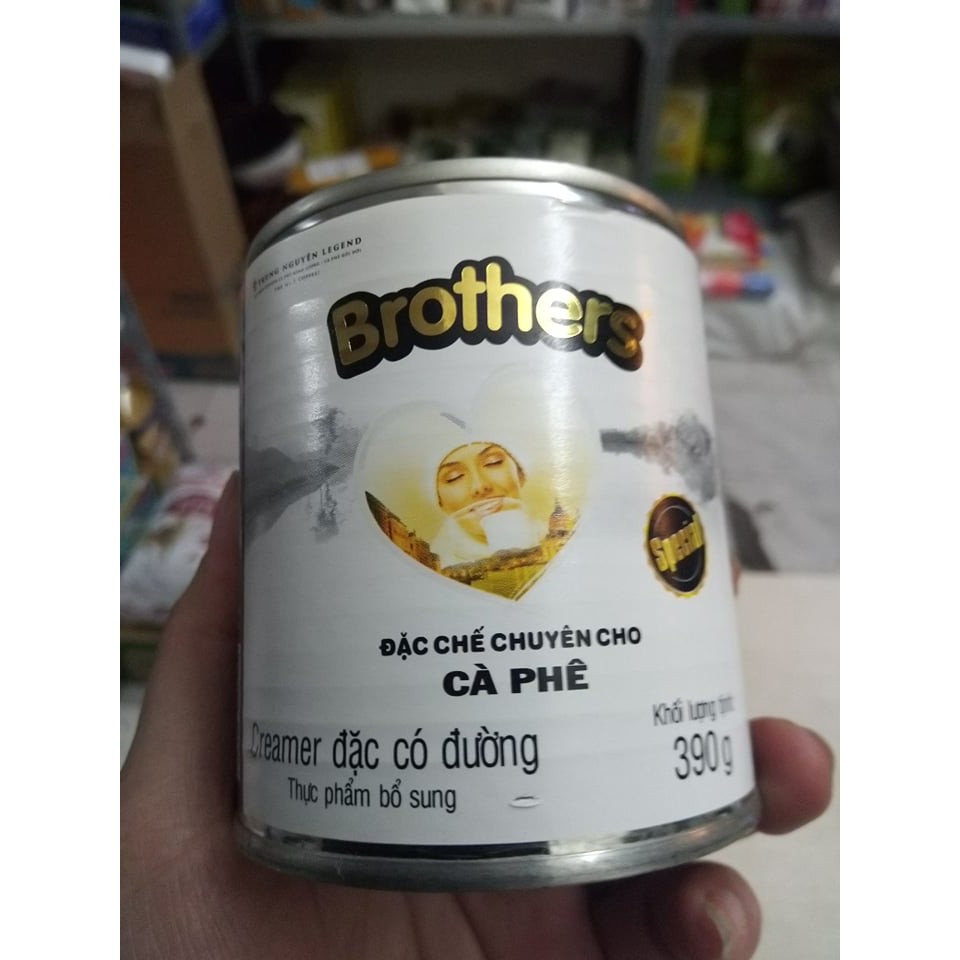 TRUNG NGUYÊN LEGEND
Brothers
Special
ĐẶC CHẾ CHUYÊN CHO
CÀ PHÊ
Creamer đặc có đường
Thực phẩm bổ sung
Khối lượng tịnh:
390g